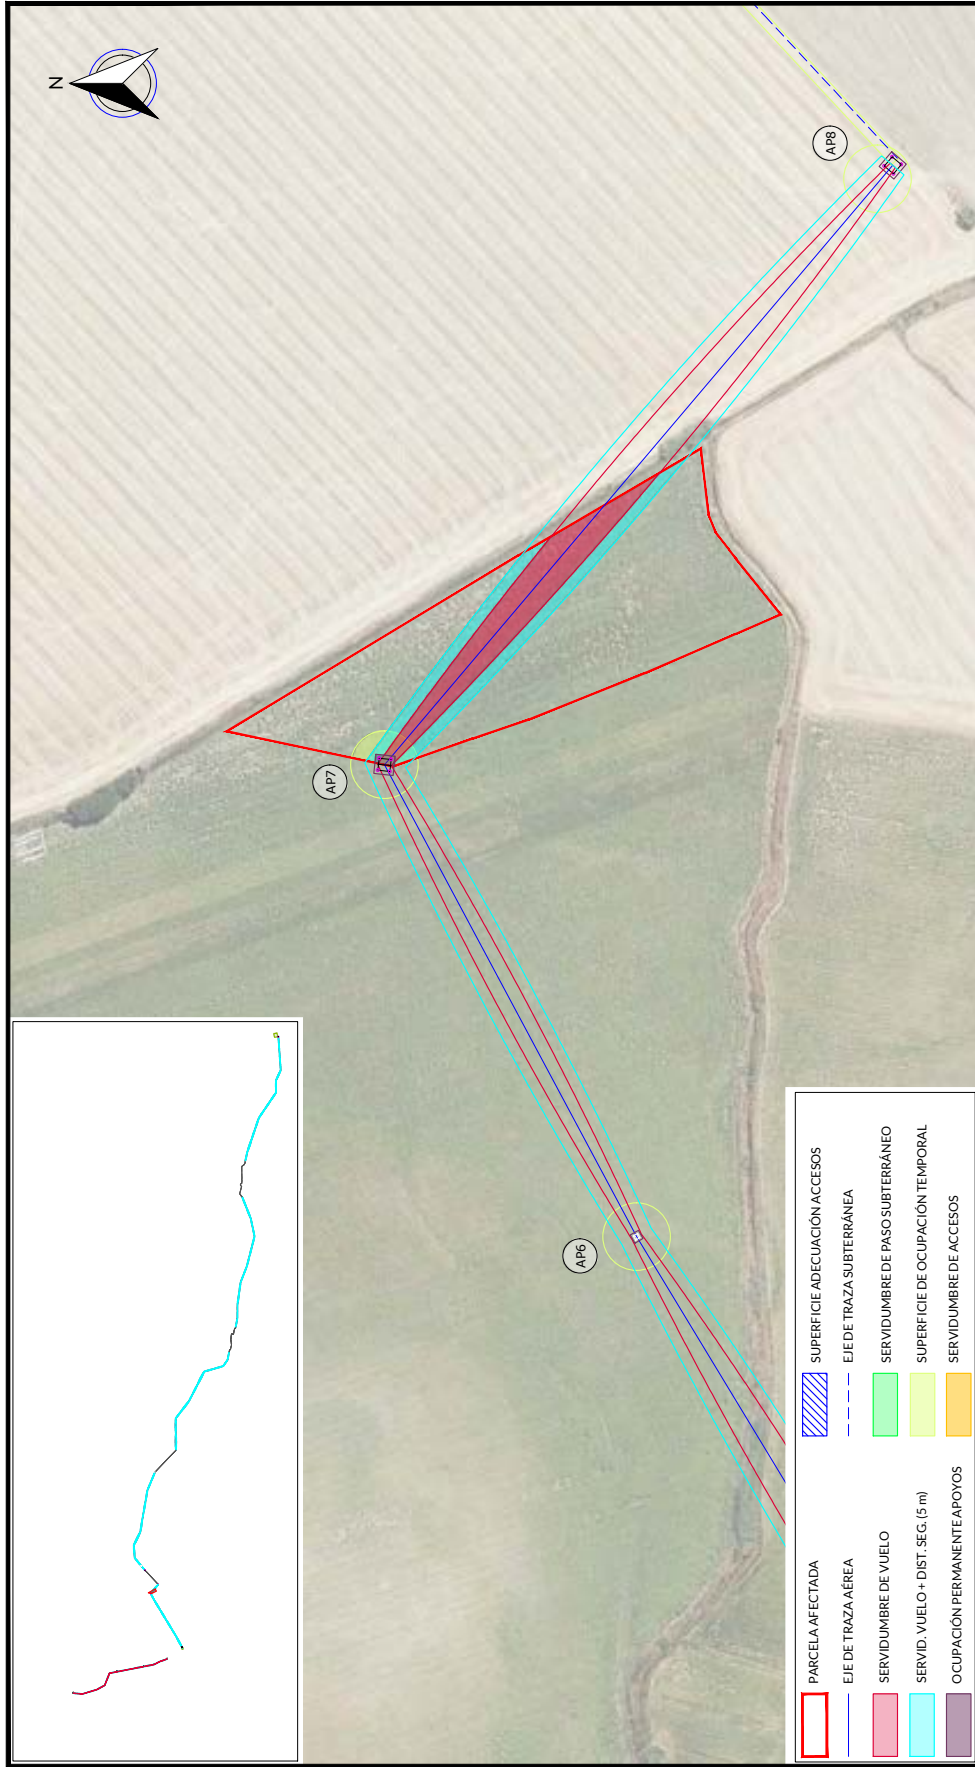 N
AP8
AP7
AP6
PARCELA AFECTADA
EJE DE TRAZA AÉREA
SERVIDUMBRE DE VUELO
SERVID. VUELO + DIST. SEG. (5 m)
OCUPACIÓN PERMANENTE APOYOS
SUPERFICIE ADECUACIÓN ACCESOS
EJE DE TRAZA SUBTERRÁNEA
SERVIDUMBRE DE PASO SUBTERRÁNEO
SUPERFICIE DE OCUPACIÓN TEMPORAL
SERVIDUMBRE DE ACCESOS